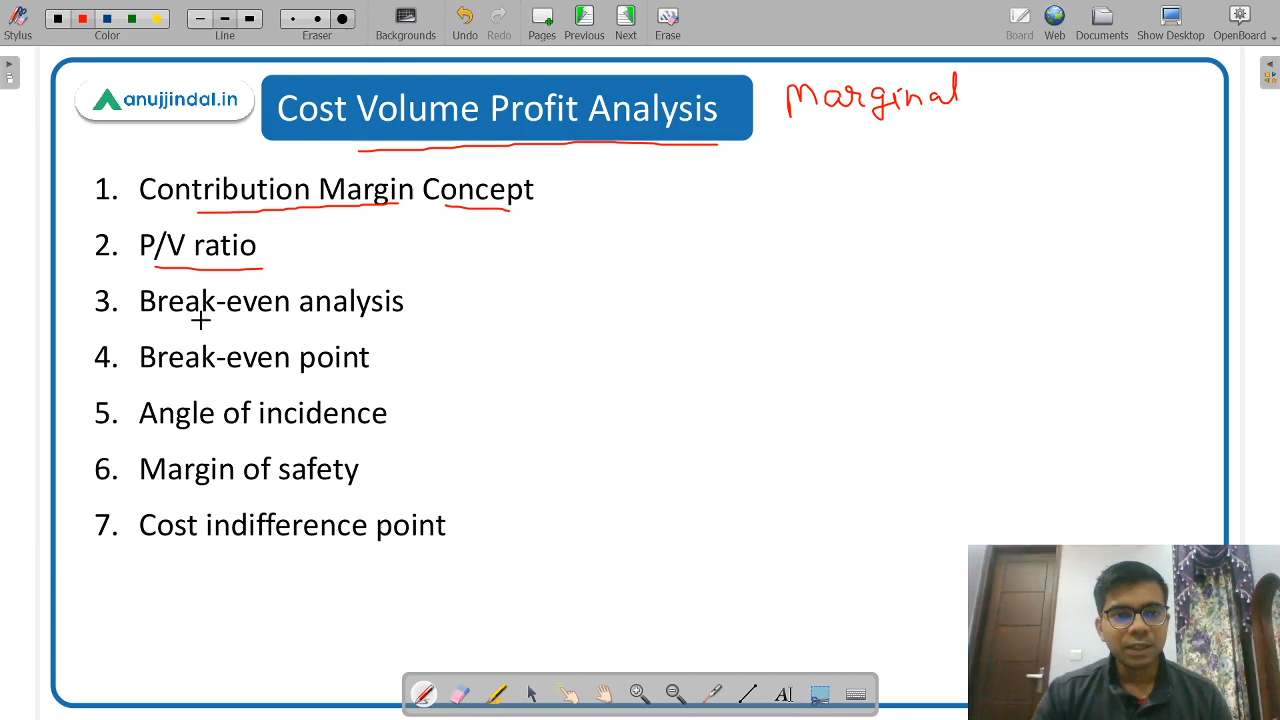 Stylus
Color
Line
Eraser
Backgrounds
Undo
Redo
Pages
Previous
Next
Erase
Board
Web
Documents
Show Desktop
OpenBoard
anujjindal.in
Cost Volume Profit Analysis
Marginal
1. Contribution Margin Concept
2. P/V ratio
3. Break-even analysis
4. Break-even point
5. Angle of incidence
6. Margin of safety
7. Cost indifference point